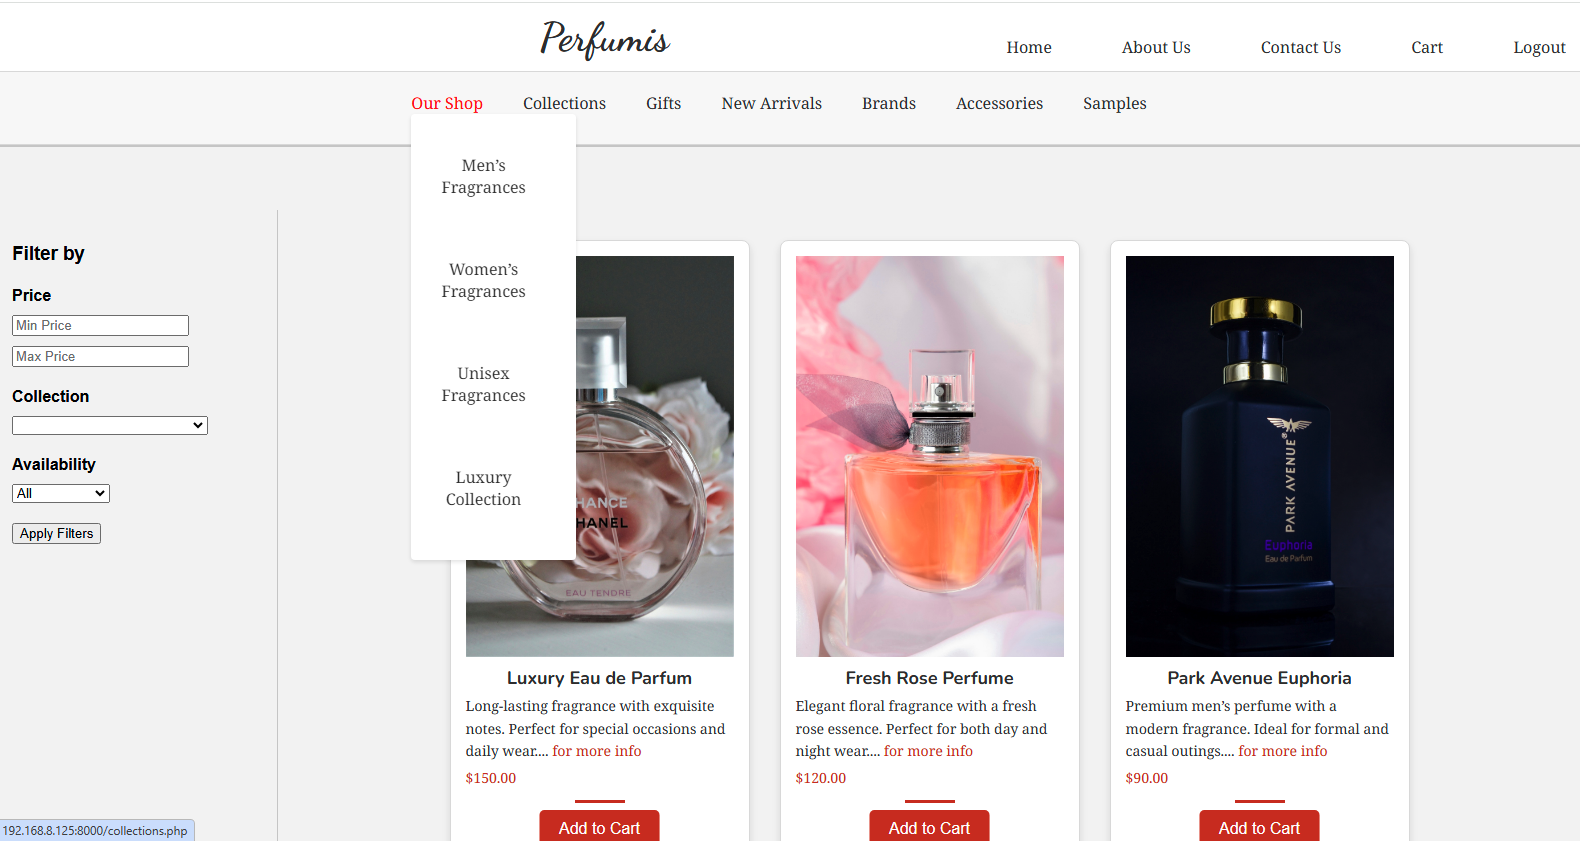 Perfumis
Home About Us Contact Us Cart Logout
Our Shop Collections Gifts New Arrivals Brands Accessories Samples
Men’s
Fragrances
Women’s
Fragrances
Unisex
Fragrances
Luxury
Collection
Filter by
Price
Min Price
Max Price
Collection
Availability
All
Apply Filters
HANCE
HANEL
EAU TENDRE
Luxury Eau de Parfum
Long-lasting fragrance with exquisite
notes. Perfect for special occasions and
daily wear.... for more info
$150.00
Add to Cart
Fresh Rose Perfume
Elegant floral fragrance with a fresh
rose essence. Perfect for both day and
night wear.... for more info
$120.00
Add to Cart
PARK AVENUE®
Euphoria
Eau de Parfum
Park Avenue Euphoria
Premium men’s perfume with a
modern fragrance. Ideal for formal and
casual outings.... for more info
$90.00
Add to Cart
192.168.8.125:8000/collections.php